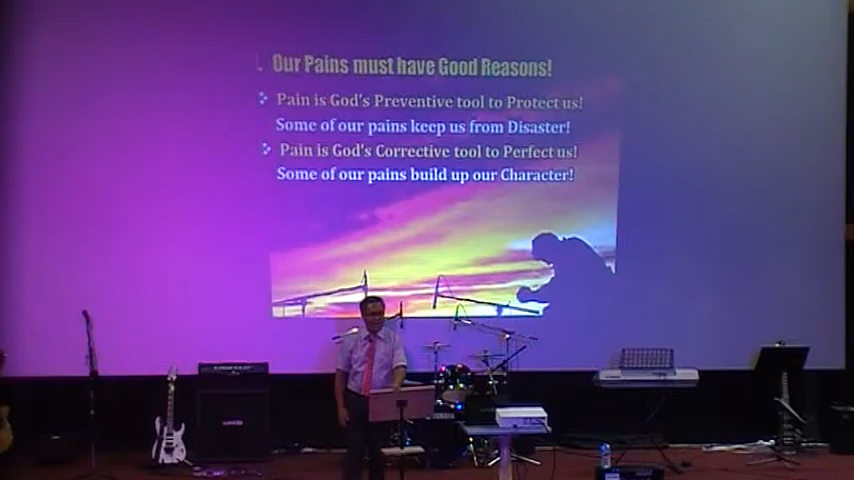 Our Pains must have Good Reasons!
Pain is God's Preventive tool to Protect us!
Some of our pains keep us from Disaster!
Pain is God's Corrective tool to Perfect us!
Some of our pains build up our Character!
YAMAHA